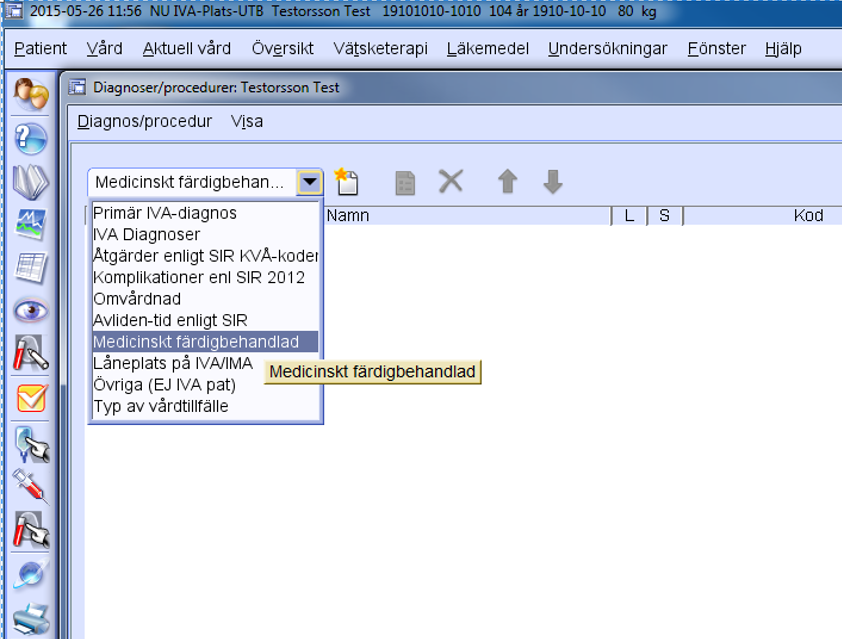 2015-05-26 11:56 NU IVA-Plats-UTB Testorsson Test 19101010-1010 104 år 1910-10-10 80 kg
Patient Vård Aktuell vård Översikt Vätsketerapi Läkemedel Undersökningar Fönster Hjälp
Diagnoser/procedurer: Testorsson Test
Diagnos/procedur Visa
Medicinskt färdigbehan...
Namn L S Kod
Primär IVA-diagnos
IVA Diagnoser
Åtgärder enligt SIR KVÅ-koder
Komplikationer enl SIR 2012
Omvårdnad
Avliden-tid enligt SIR
Medicinskt färdigbehandlad
Låneplats på IVA/IMA
Medicinskt färdigbehandlad
Övriga (EJ IVA pat)
Typ av vårdtillfälle